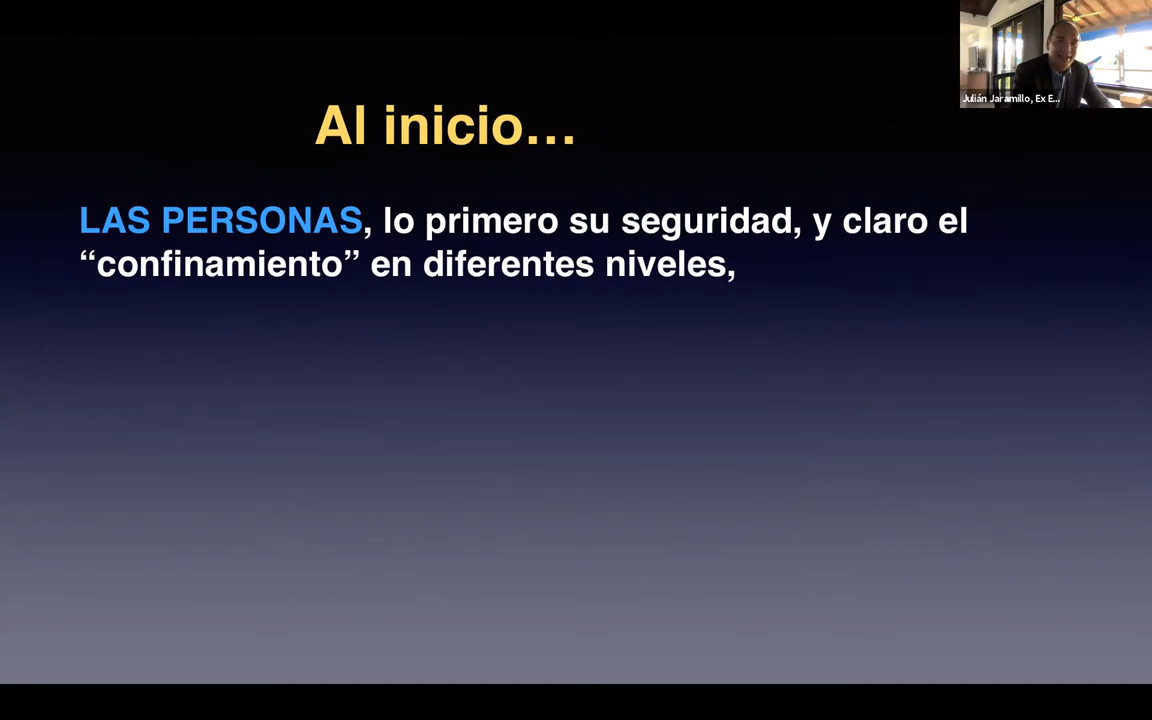 Julián Jaramillo, Ex E...
Al inicio…
LAS PERSONAS, lo primero su seguridad, y claro el
“confinamiento” en diferentes niveles,